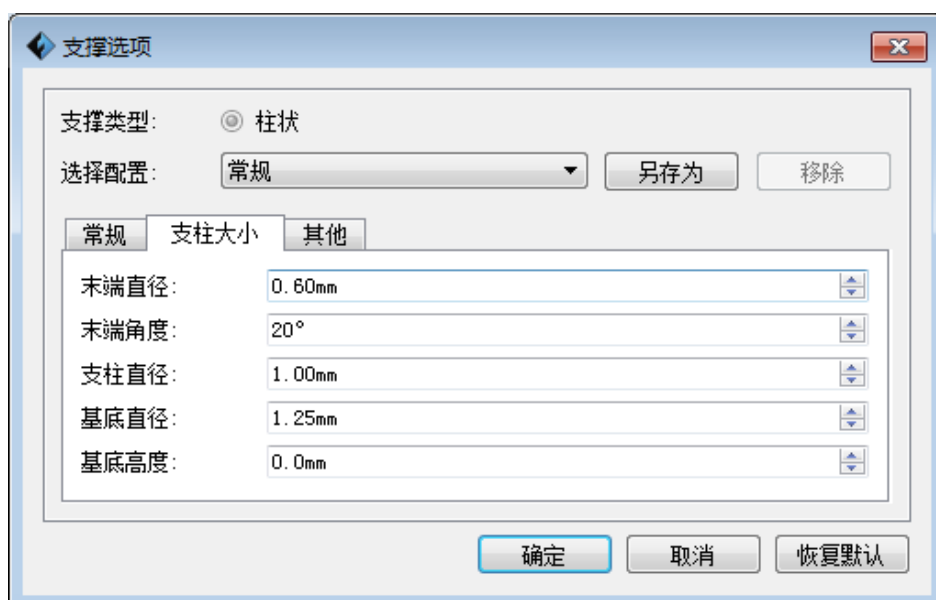 支撑选项
支撑类型: 柱状
选择配置: 常规 另存为 移除
常规 支柱大小 其他
末端直径: 0.60mm
末端角度: 20°
支柱直径: 1.00mm
基底直径: 1.25mm
基底高度: 0.0mm
确定 取消 恢复默认